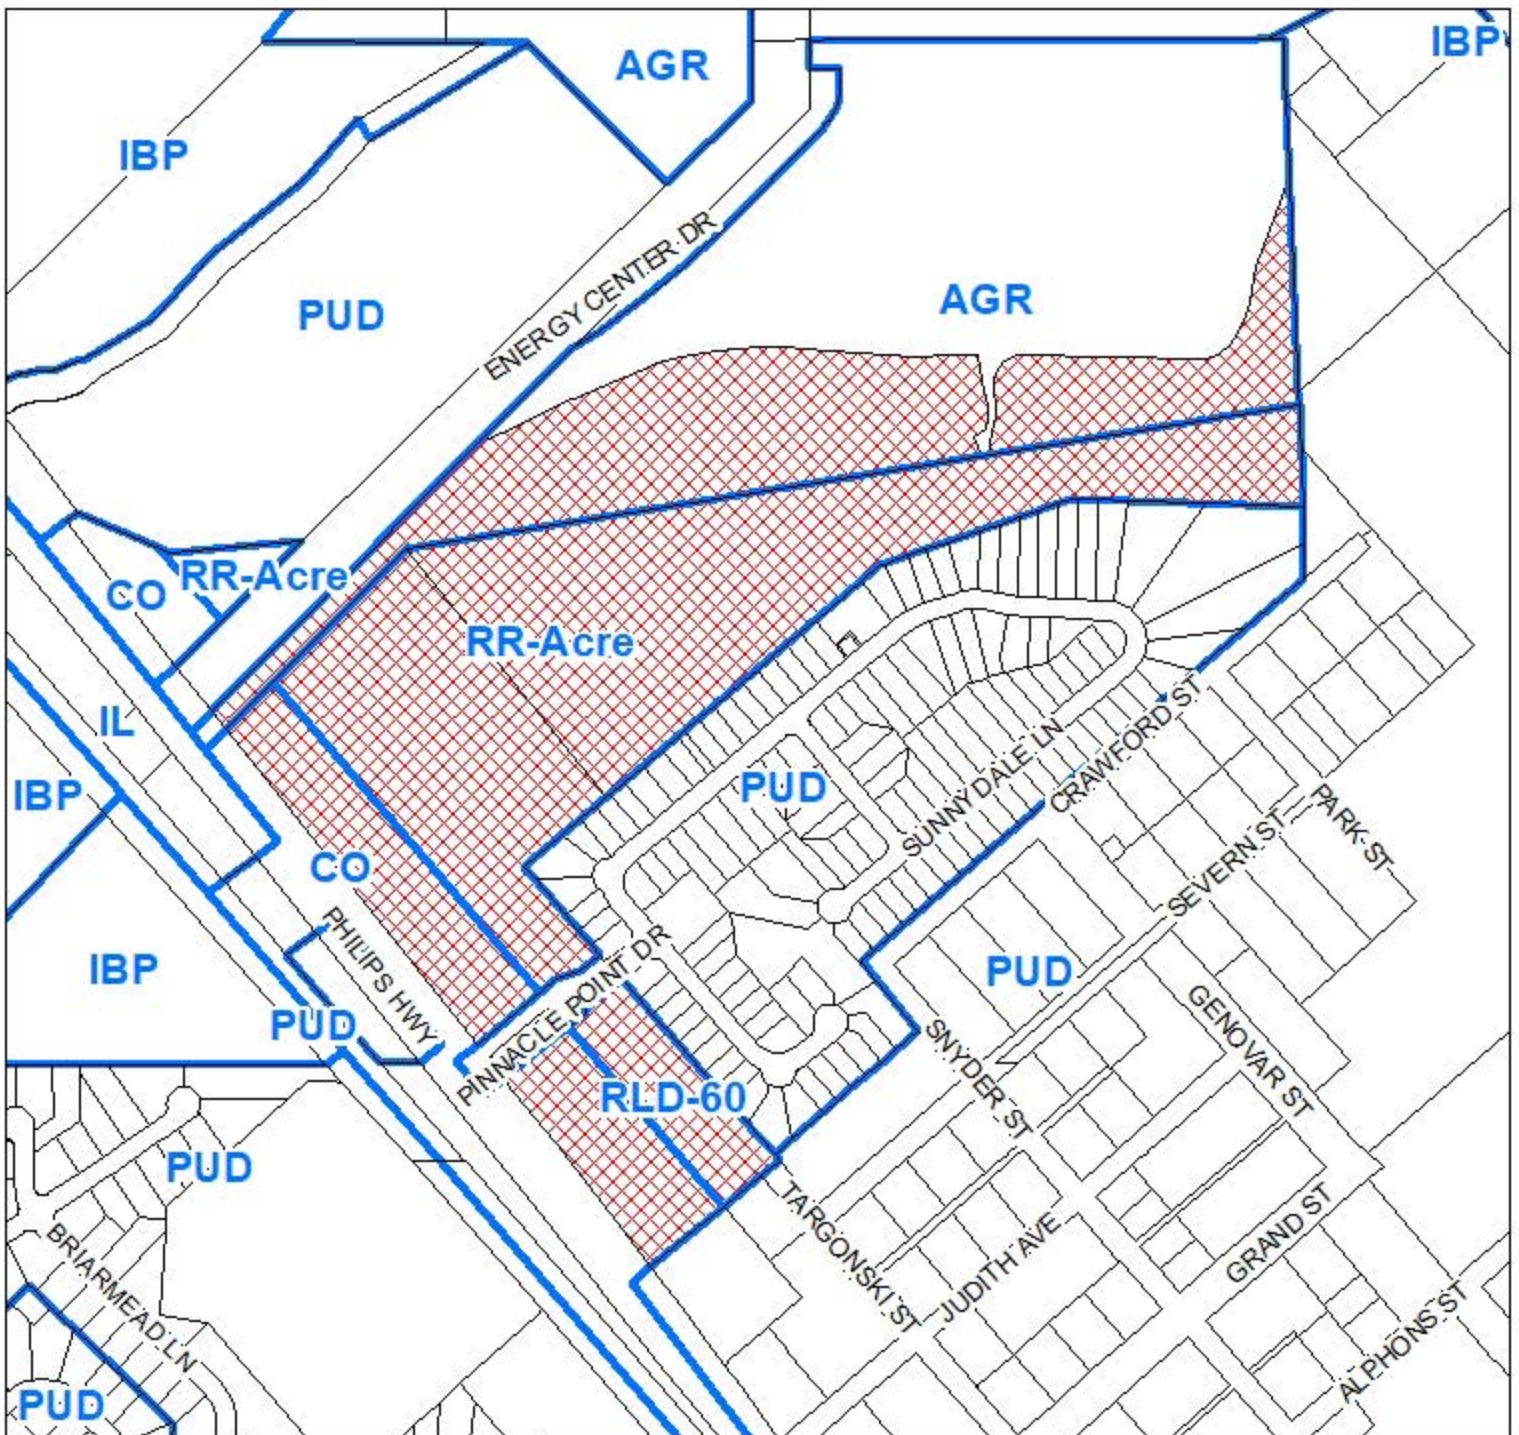 IBP
AGR
IBP
PUD
ENERGY CENTER DR
AGR
CO
RR-Acre
RR-Acre
IL
IBP
PUD
SUNNYDALE LN
CRAWFORD ST
PARK ST
SEVERN ST
CO
PHILIPS HWY
IBP
PUD
PINNACLE POINT DR
PUD
GENOVAR ST
SNYDER ST
RLD-60
PUD
TARGONSKI ST
JUDITH AVE
GRAND ST
BRIARMEAD LN
ALPHONS ST
PUD